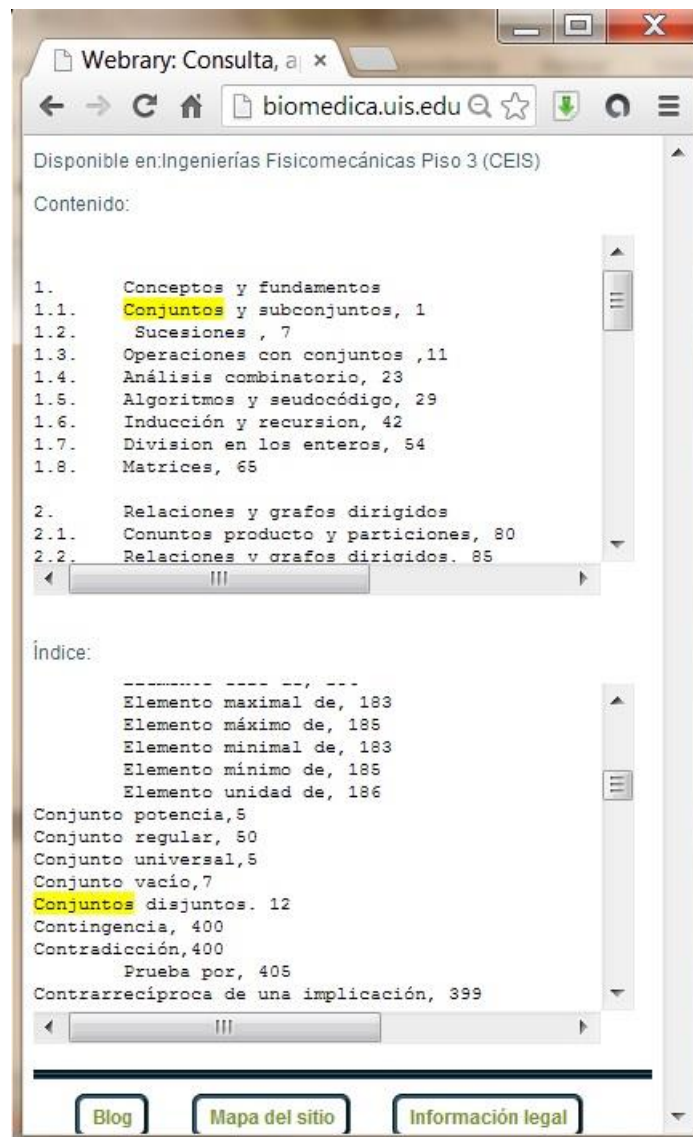 Webrary: Consulta, a
biomedica.uis.edu
Disponible en:Ingenierías Fisicomecánicas Piso 3 (CEIS)
Contenido:
1. Conceptos y fundamentos
1.1. Conjuntos y subconjuntos, 1
1.2. Sucesiones , 7
1.3. Operaciones con conjuntos ,11
1.4. Análisis combinatorio, 23
1.5. Algoritmos y seudocódigo, 29
1.6. Inducción y recursion, 42
1.7. Division en los enteros, 54
1.8. Matrices, 65
2. Relaciones y grafos dirigidos
2.1. Conuntos producto y particiones, 80
2.2. Relaciones y grafos dirigidos. 85
Índice:
Elemento maximal de, 183
Elemento máximo de, 185
Elemento minimal de, 183
Elemento mínimo de, 185
Elemento unidad de, 186
Conjunto potencia,5
Conjunto regular, 50
Conjunto universal,5
Conjunto vacío,7
Conjuntos disjuntos. 12
Contingencia, 400
Contradicción,400
Prueba por, 405
Contrarrecíproca de una implicación, 399
Blog Mapa del sitio Información legal